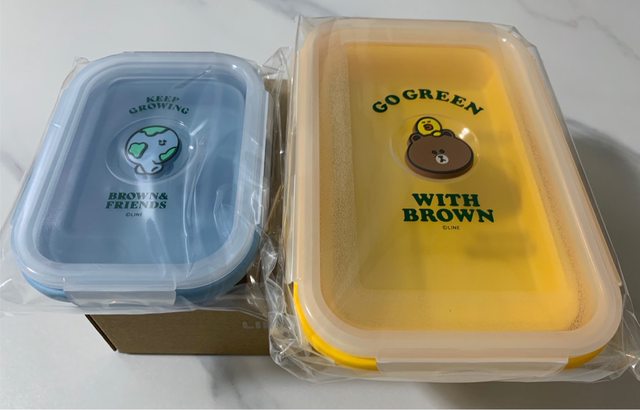 KEEP
GROWING
BROWN&
FRIENDS
©LINE
GO GREEN
WITH
BROWN
©LINE